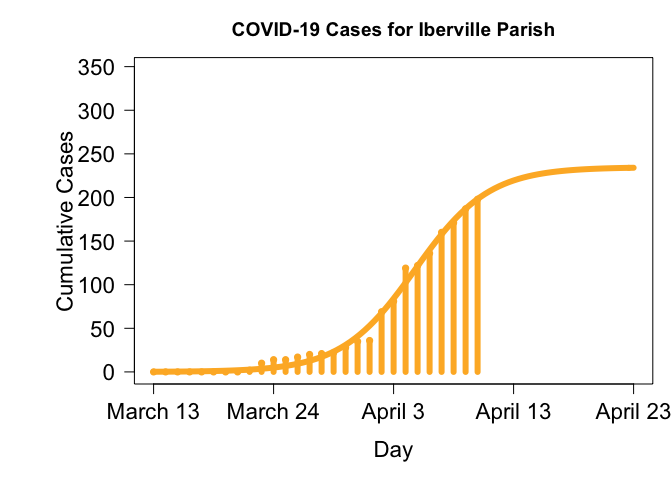 COVID-19 Cases for Iberville Parish
350
300
250
200
150
100
50
0
Cumulative Cases
March 13 March 24 April 3 April 13 April 23
Day